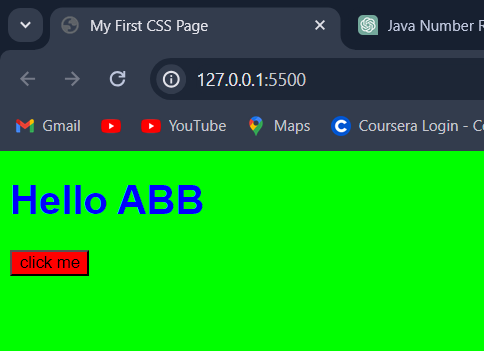 My First CSS Page
Java Number R
127.0.0.1:5500
Gmail YouTube Maps Coursera Login - Co
Hello ABB
click me